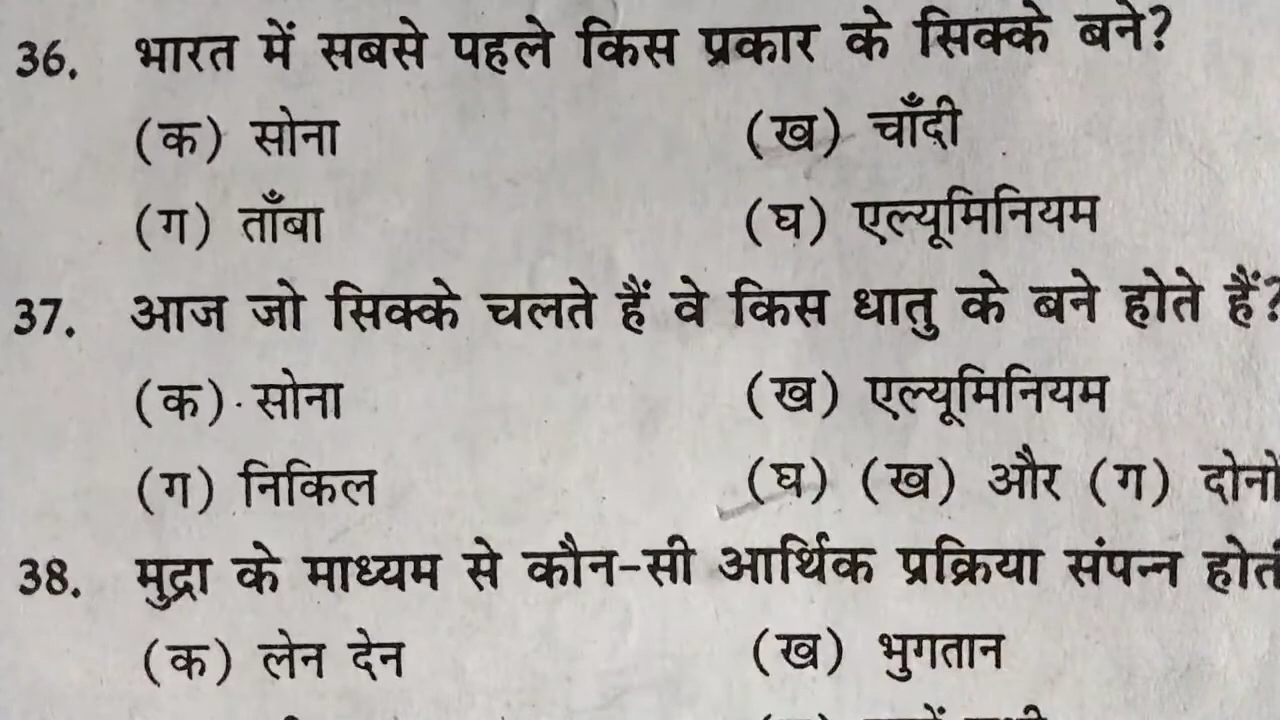 36. भारत में सबसे पहले किस प्रकार के सिक्के बने?
(क) सोना (ख) चाँदी
(ग) ताँबा (घ) एल्यूमिनियम
37. आज जो सिक्के चलते हैं वे किस धातु के बने होते हैं?
(क) सोना (ख) एल्यूमिनियम
(ग) निकिल (घ) (ख) और (ग) दोनों
38. मुद्रा के माध्यम से कौन-सी आर्थिक प्रक्रिया संपन्न
(क) लेन देन (ख) भुगतान